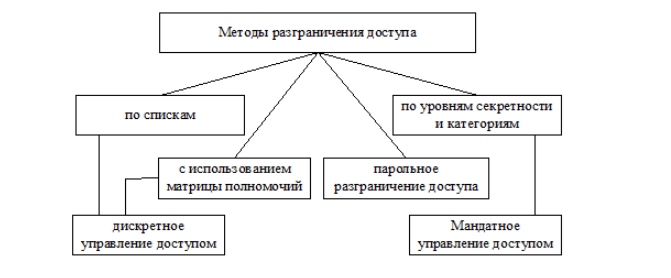 Методы разграничения доступа
по спискам
по уровням секретности
и категориям
с использованием
матрицы полномочий
парольное
разграничение доступа
дискретное
управление доступом
Мандатное
управление доступом